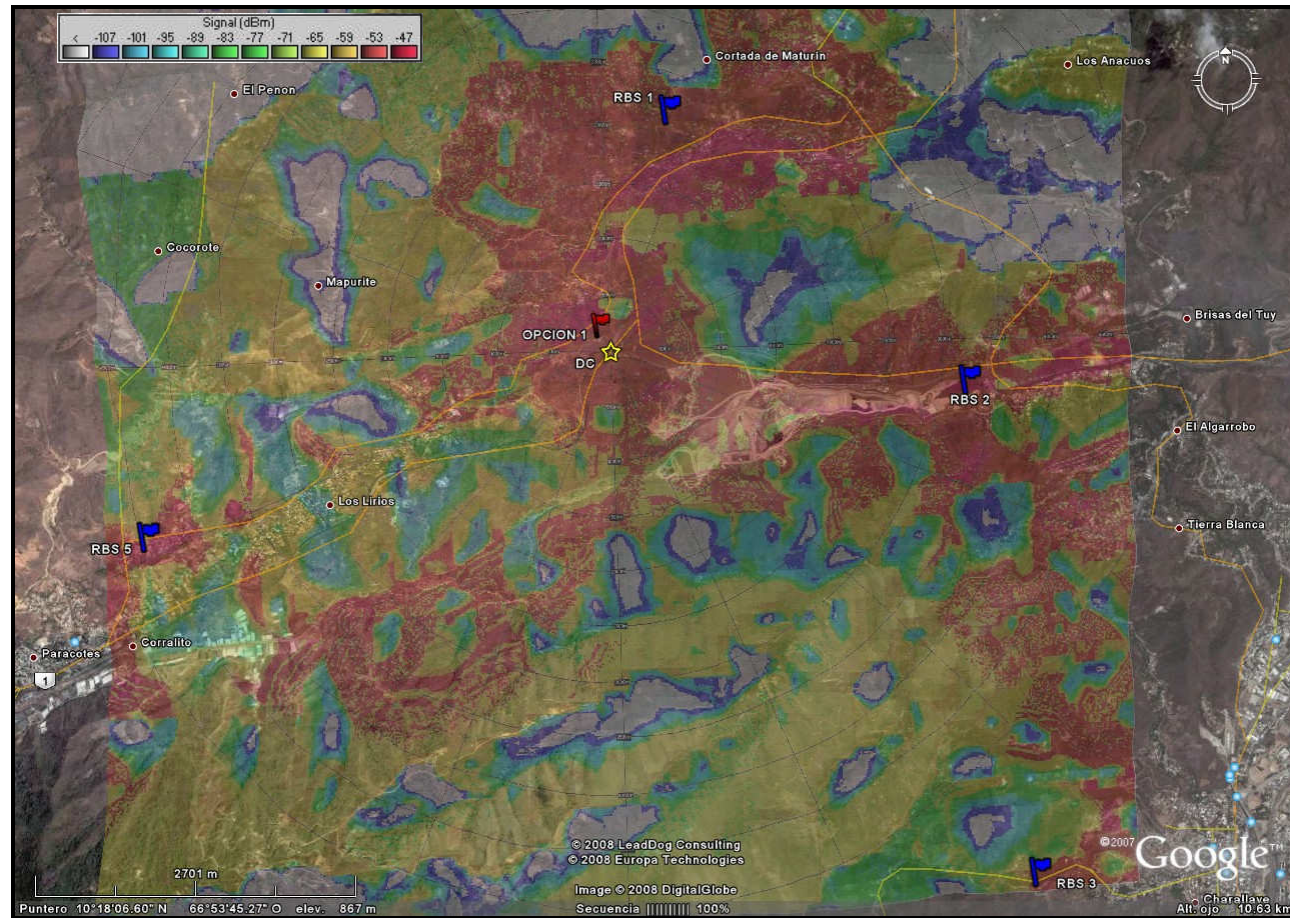 Signal (dBm)
< -107 -101 -95 -89 -83 -77 -71 -65 -59 -53 -47
N
Cortada de Maturin
Los Anacuos
El Penon
RBS 1
Cocorote
Mapurite
OPCION 1
DC
Brisas del Tuy
RBS 2
El Algarrobo
Los Lirios
Tierra Blanca
RBS 5
Corralito
Paracotes
1
© 2008 LeadDog Consulting
© 2008 Europa Technologies
©2007 Google™
2701 m
RBS 3
Image © 2008 DigitalGlobe
Charallave
Puntero 10°18'06.60" N 66°53'45.27" O elev. 867 m
Secuencia 100%
Alt. ojo 10.63 km